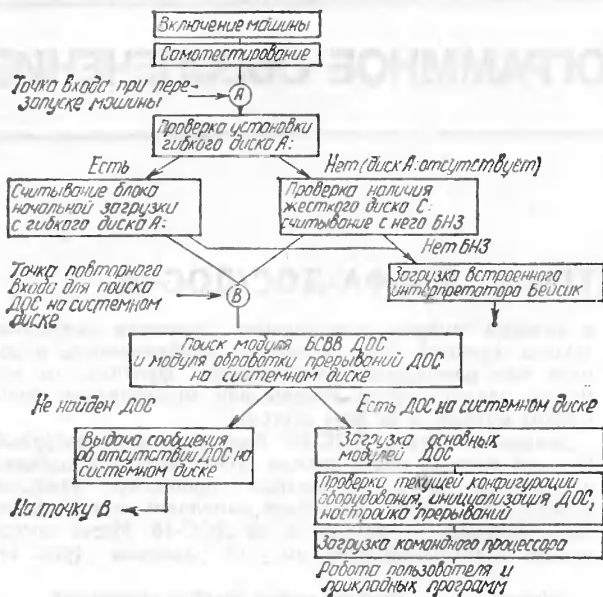 ОГРАММНОЕ ОБЕСПЕЧЕНИЕ
Включение машины
Самотестирование
Точка входа при пере-
запуске машины
А
Проверка установки
гибкого диска А:
Есть
Нет (диск А: отсутствует)
Считывание блока
начальной загрузки
с гибкого диска А:
Проверка наличия
жесткого диска С:
считывание с него БНЗ
Нет БНЗ
Точка повторного
входа для поиска
ДОС на системном
диске
В
Загрузка встроенного
интерпретатора Бейсик
Поиск модуля БСВВ ДОС
и модуля обработки прерываний ДОС
на системном диске
Не найден ДОС
Есть ДОС на системном диске
Выдача сообщения
об отсутствии ДОС на
системном диске
Загрузка основных
модулей ДОС
На точку В
Проверка текущей конфигурации
оборудования, инициализация ДОС,
настройка прерываний
Загрузка командного процессора
Работа пользователя и
прикладных программ